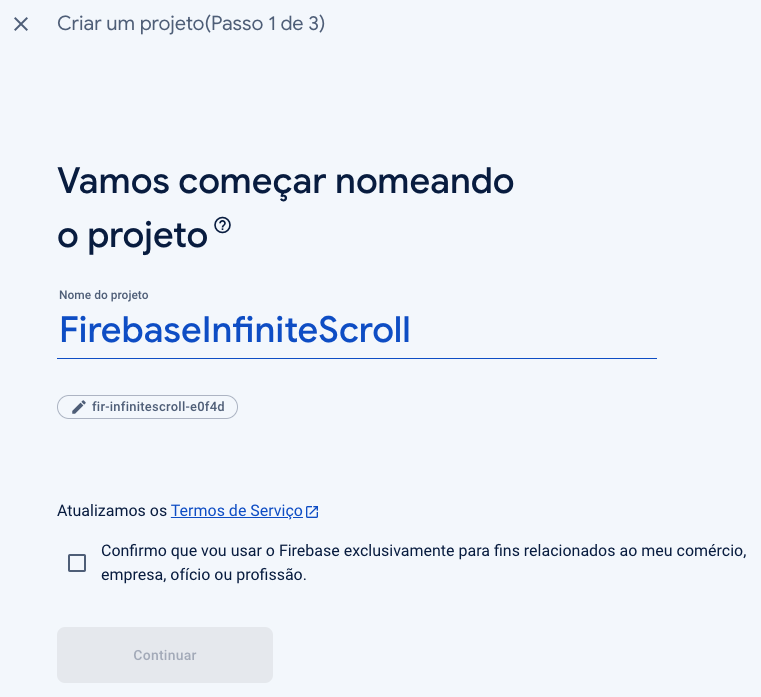 Criar um projeto(Passo 1 de 3)
Vamos começar nomeando
o projeto
Nome do projeto
FirebaseInfiniteScroll
fir-infinitescroll-e0f4d
Atualizamos os Termos de Serviço
Confirmo que vou usar o Firebase exclusivamente para fins relacionados ao meu comércio,
empresa, ofício ou profissão.
Continuar